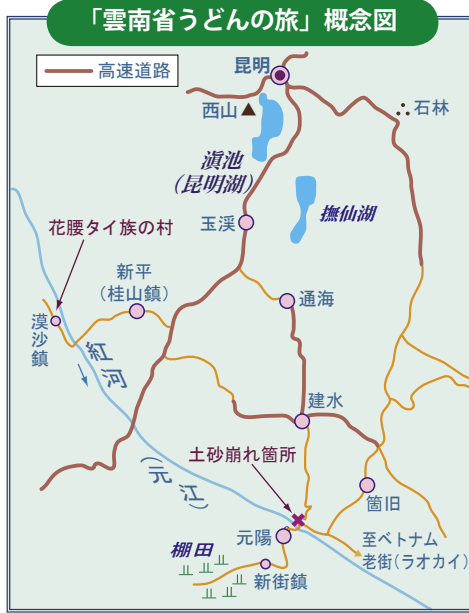 「雲南省うどんの旅」概念図
高速道路
昆明
西山
石林
滇池
（昆明湖）
撫仙湖
花腰タイ族の村
玉溪
新平
（桂山鎮）
通海
漠沙鎮
紅河
建水
土砂崩れ箇所
（元江）
箇旧
元陽
棚田
至ベトナム
老街（ラオカイ）
新街鎮